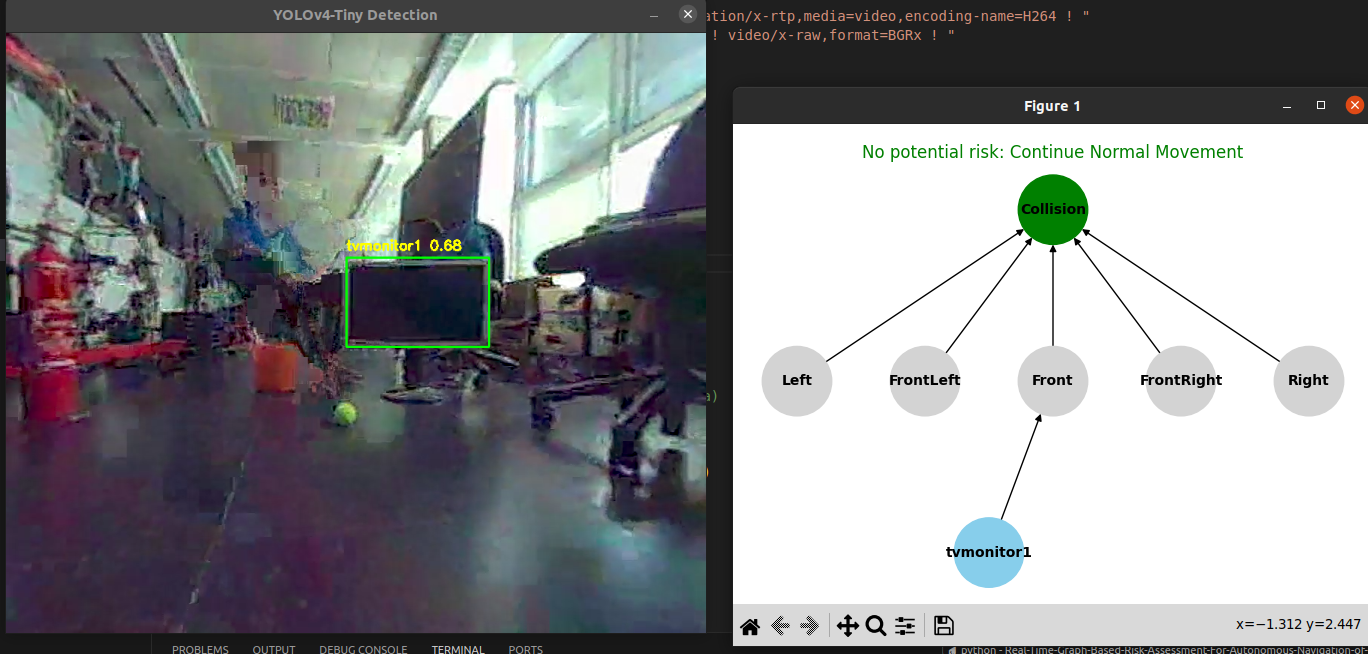 YOLOv4-Tiny Detection
ation/x-rtp,media=video,encoding-name=H264 ! "
! video/x-raw,format=BGRx ! "
tvmonitor1 0.68
a)
)
Figure 1
No potential risk: Continue Normal Movement
Collision
Left FrontLeft Front FrontRight Right
tvmonitor1
x=−1.312 y=2.447
PROBLEMS OUTPUT DEBUG CONSOLE TERMINAL PORTS
python - Real-Time-Graph-Based-Risk-Assessment-For-Autonomous-Navigation-of-